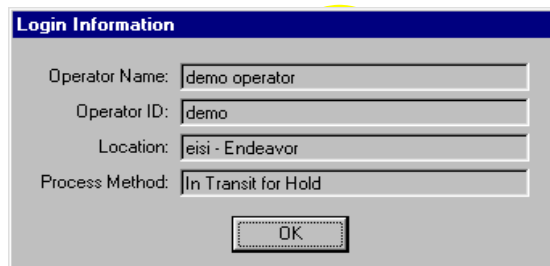 Login Information
Operator Name: demo operator
Operator ID: demo
Location: eisi - Endeavor
Process Method: In Transit for Hold
OK